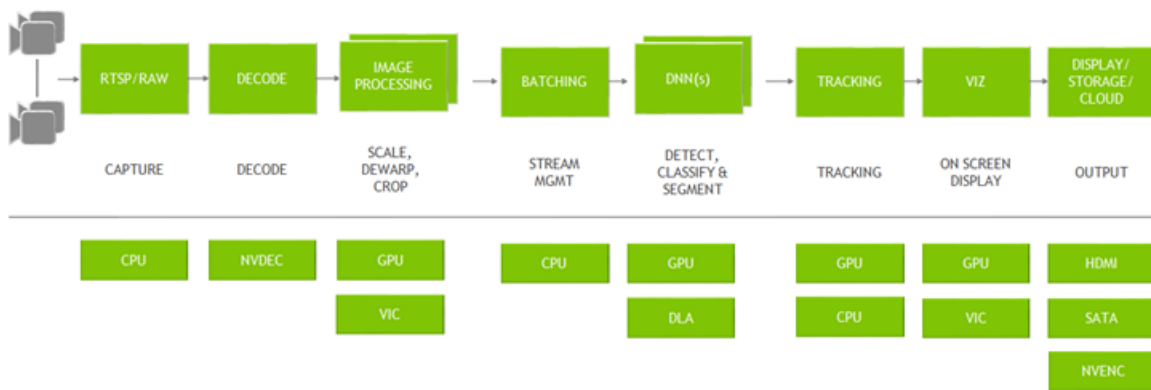 RTSP/RAW
DECODE
IMAGE
PROCESSING
BATCHING
DNN(s)
TRACKING
VIZ
DISPLAY/
STORAGE/
CLOUD
CAPTURE
DECODE
SCALE,
DEWARP,
CROP
STREAM
MGMT
DETECT,
CLASSIFY &
SEGMENT
TRACKING
ON SCREEN
DISPLAY
OUTPUT
CPU
NVDEC
GPU
CPU
GPU
GPU
GPU
HDMI
VIC
DLA
CPU
VIC
SATA
NVENC